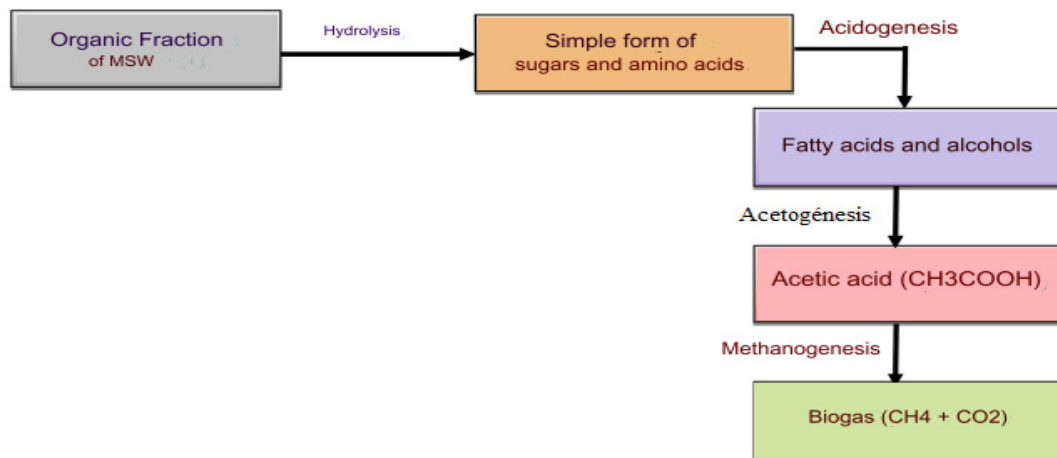 Organic Fraction
of MSW
Hydrolysis
Simple form of
sugars and amino acids
Acidogenesis
Fatty acids and alcohols
Acetogénesis
Acetic acid (CH3COOH)
Methanogenesis
Biogas (CH4 + CO2)